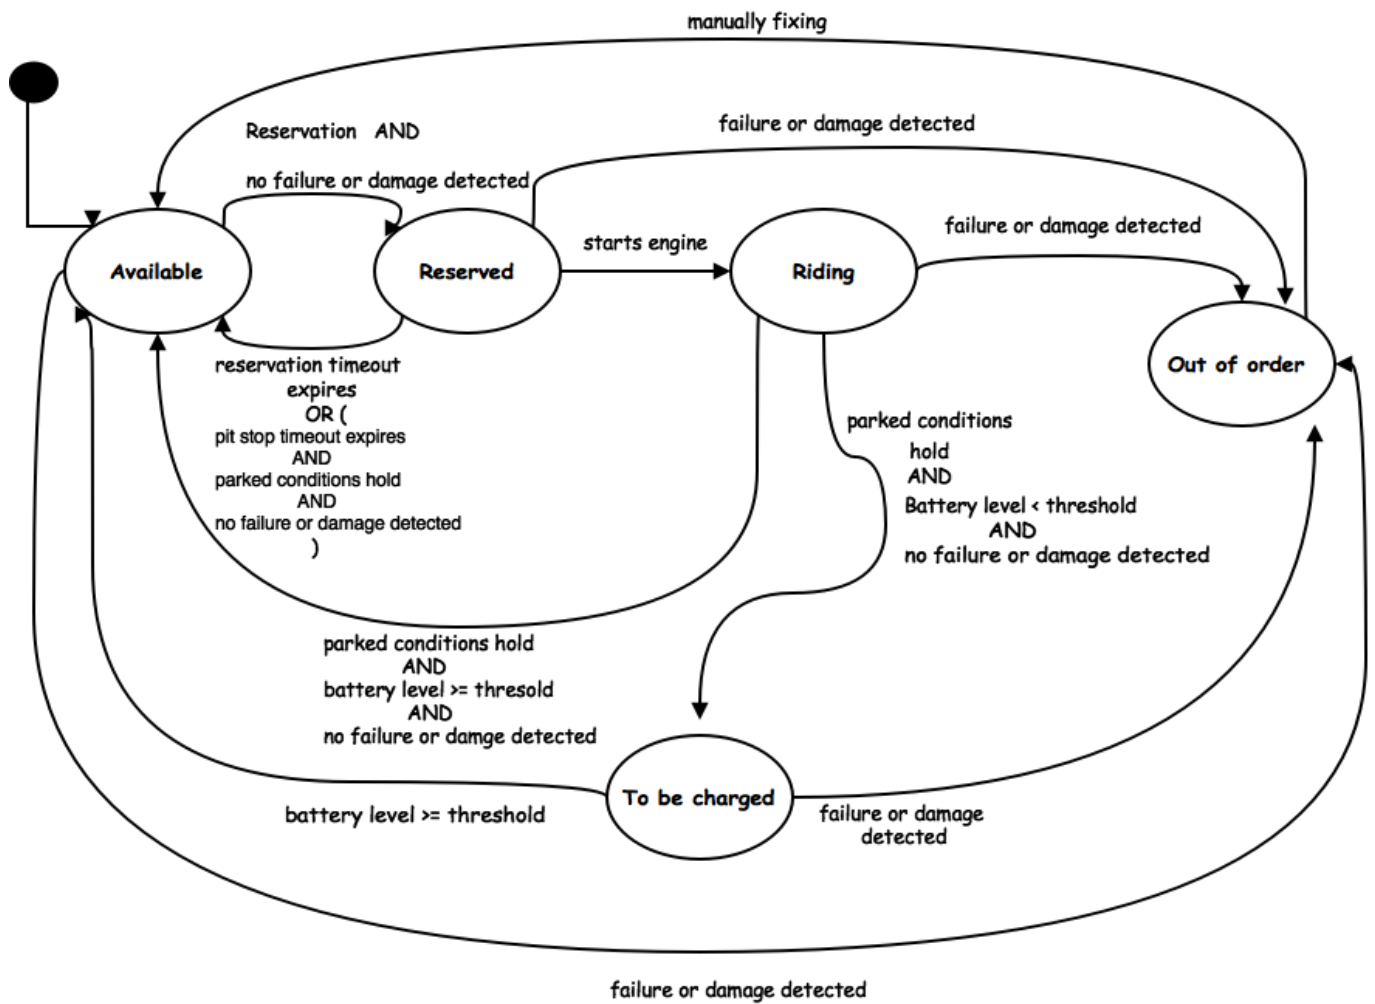 manually fixing
failure or damage detected
Reservation AND
no failure or damage detected
failure or damage detected
starts engine
Available
Reserved
Riding
Out of order
reservation timeout
expires
OR (
pit stop timeout expires
AND
parked conditions hold
AND
no failure or damage detected
)
parked conditions
hold
AND
Battery level < threshold
AND
no failure or damage detected
parked conditions hold
AND
battery level >= thresold
AND
no failure or damge detected
To be charged
battery level >= threshold
failure or damage
detected
failure or damage detected